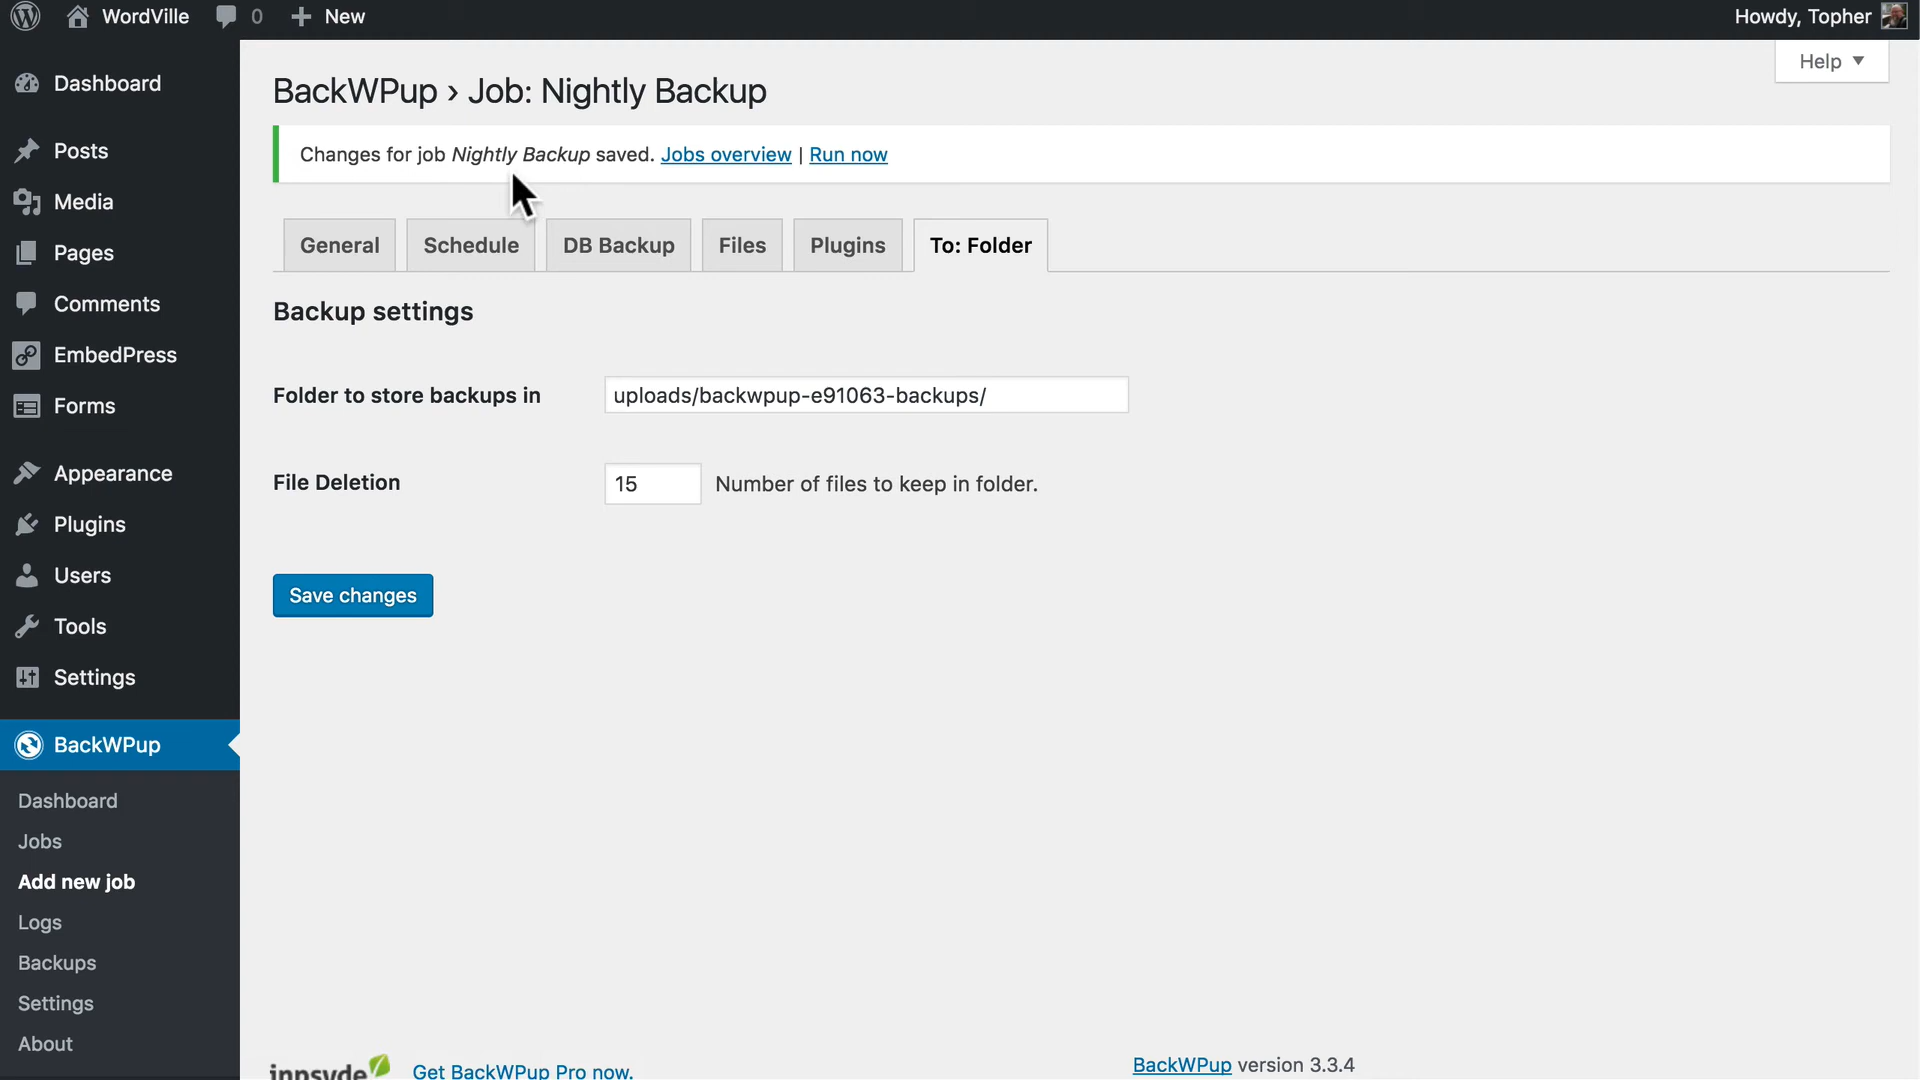 WordVille
0
New
Howdy, Topher
Help
Dashboard
Posts
Media
Pages
Comments
EmbedPress
Forms
Appearance
Plugins
Users
Tools
Settings
BackWPup
Dashboard
Jobs
Add new job
Logs
Backups
Settings
About
BackWPup › Job: Nightly Backup
Changes for job Nightly Backup saved. Jobs overview | Run now
General
Schedule
DB Backup
Files
Plugins
To: Folder
Backup settings
Folder to store backups in
uploads/backwpup-e91063-backups/
File Deletion
15
Number of files to keep in folder.
Save changes
inpsyde
Get BackWPup Pro now.
BackWPup version 3.3.4